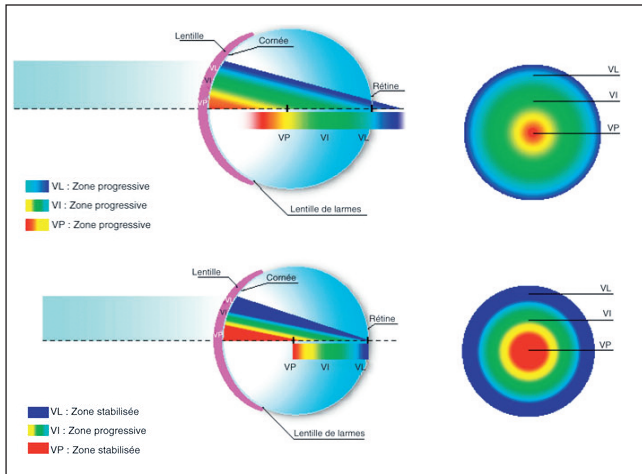 Lentille
Cornée
VL
VI
VP
Rétine
VP VI VL
Lentille de larmes
VL
VI
VP
VL : Zone progressive
VI : Zone progressive
VP : Zone progressive
Lentille
Cornée
VL
VI
VP
Rétine
VP VI VL
Lentille de larmes
VL
VI
VP
VL : Zone stabilisée
VI : Zone progressive
VP : Zone stabilisée